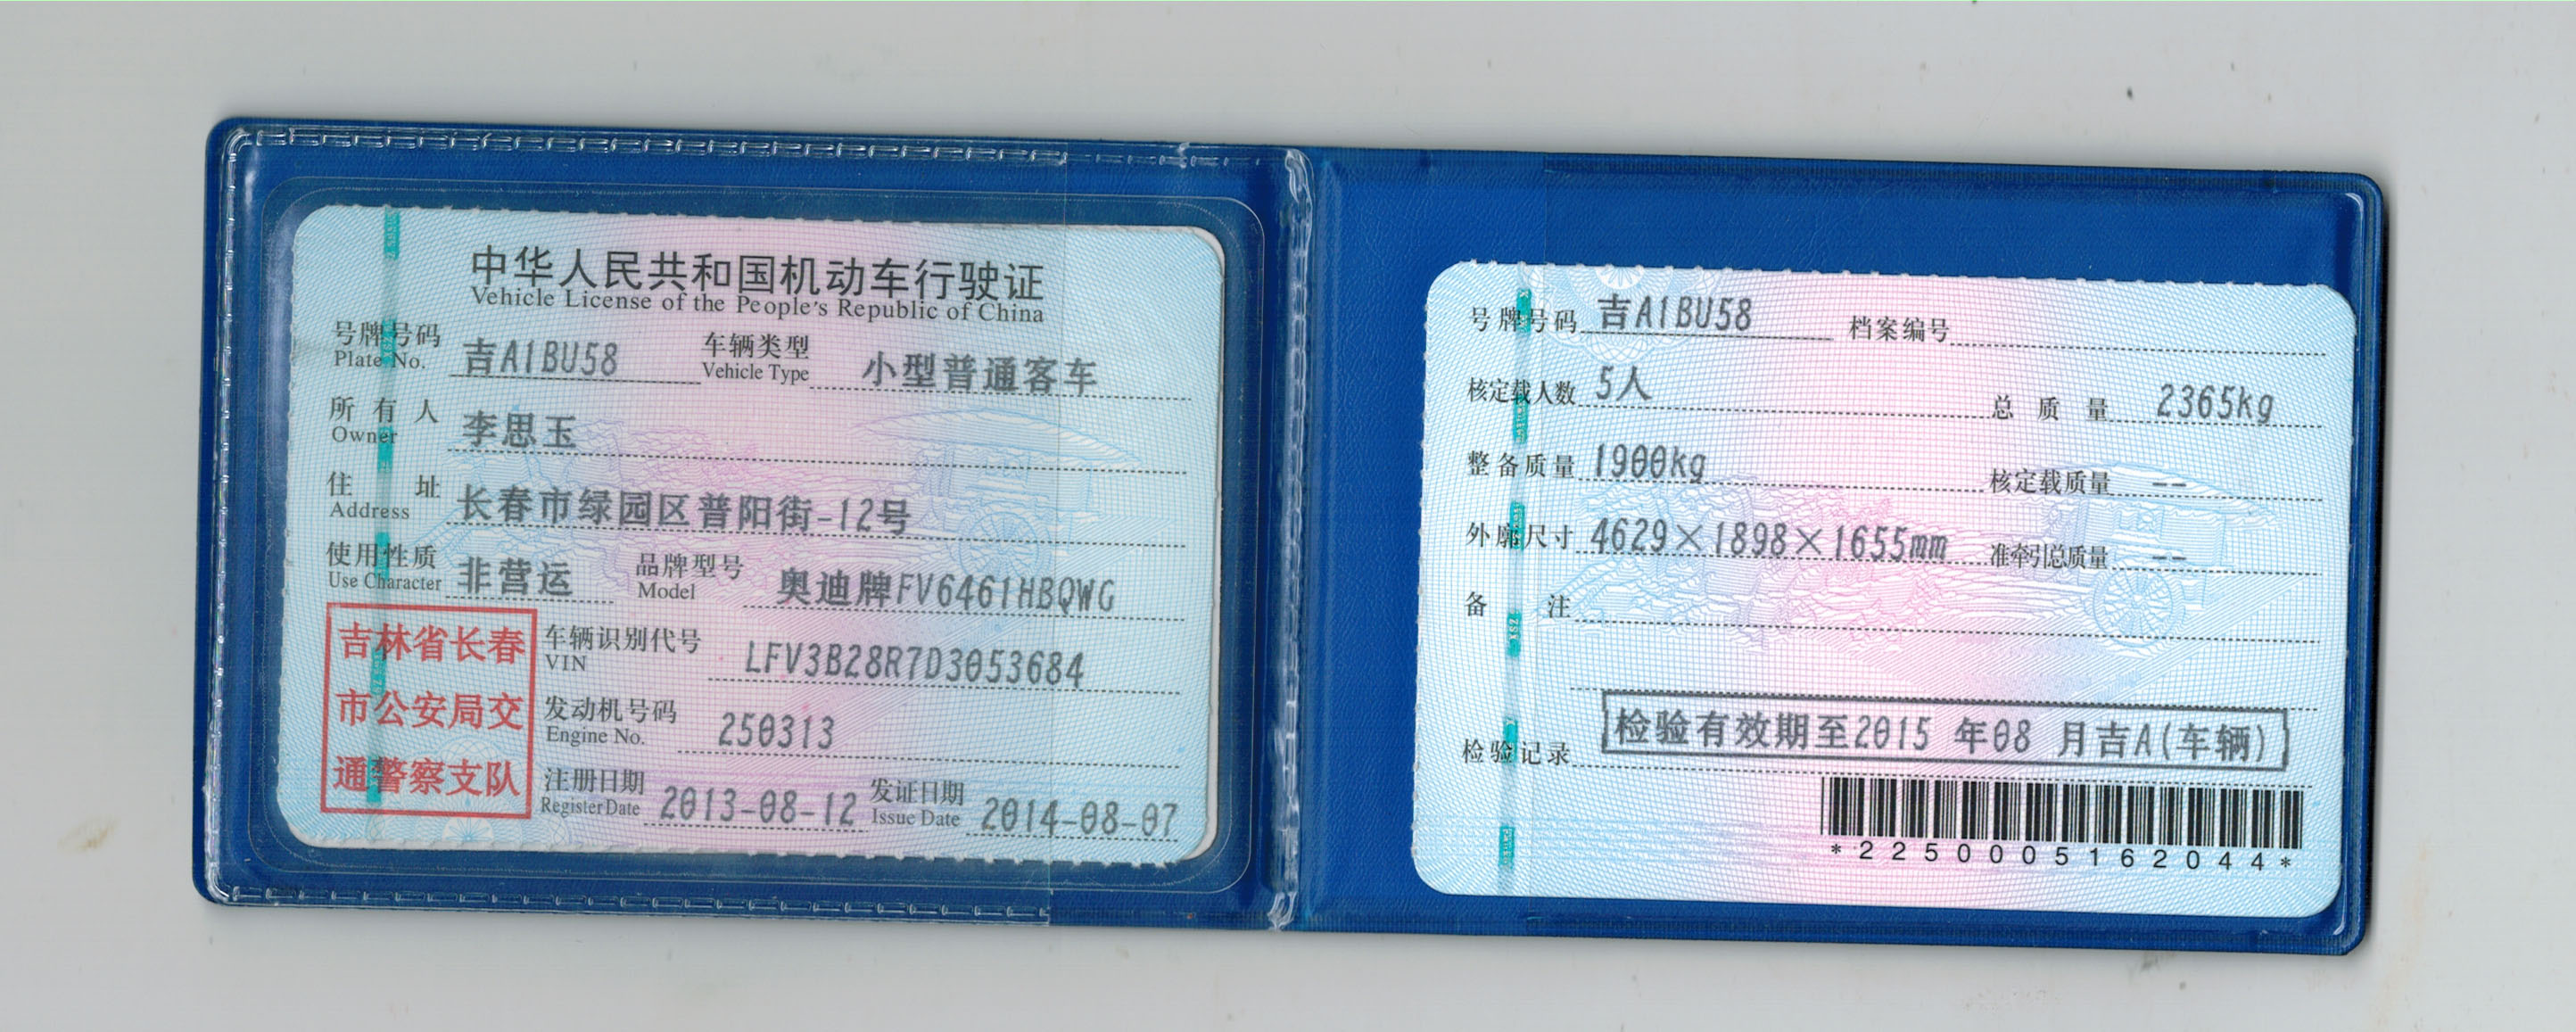 中华人民共和国机动车行驶证
Vehicle License of the People's Republic of China
号牌号码 吉A1BU58 车辆类型 小型普通客车
Plate No. Vehicle Type
所有人 李思玉
Owner
住址 长春市绿园区普阳街-12号
Address
使用性质 非营运 品牌型号 奥迪牌FV6461HBQWG
Use Character Model
吉林省长春
市公安局交
通警察支队
车辆识别代号 LFV3B28R7D3053684
VIN
发动机号码 250313
Engine No.
注册日期 2013-08-12 发证日期 2014-08-07
Register Date Issue Date
号牌号码 吉A1BU58 档案编号
核定载人数 5人 总质量 2365kg
整备质量 1900kg 核定载质量 --
外廓尺寸 4629×1898×1655mm 准牵引总质量 --
备注
检验记录 检验有效期至2015 年08 月吉A(车辆)
*2250005162044*